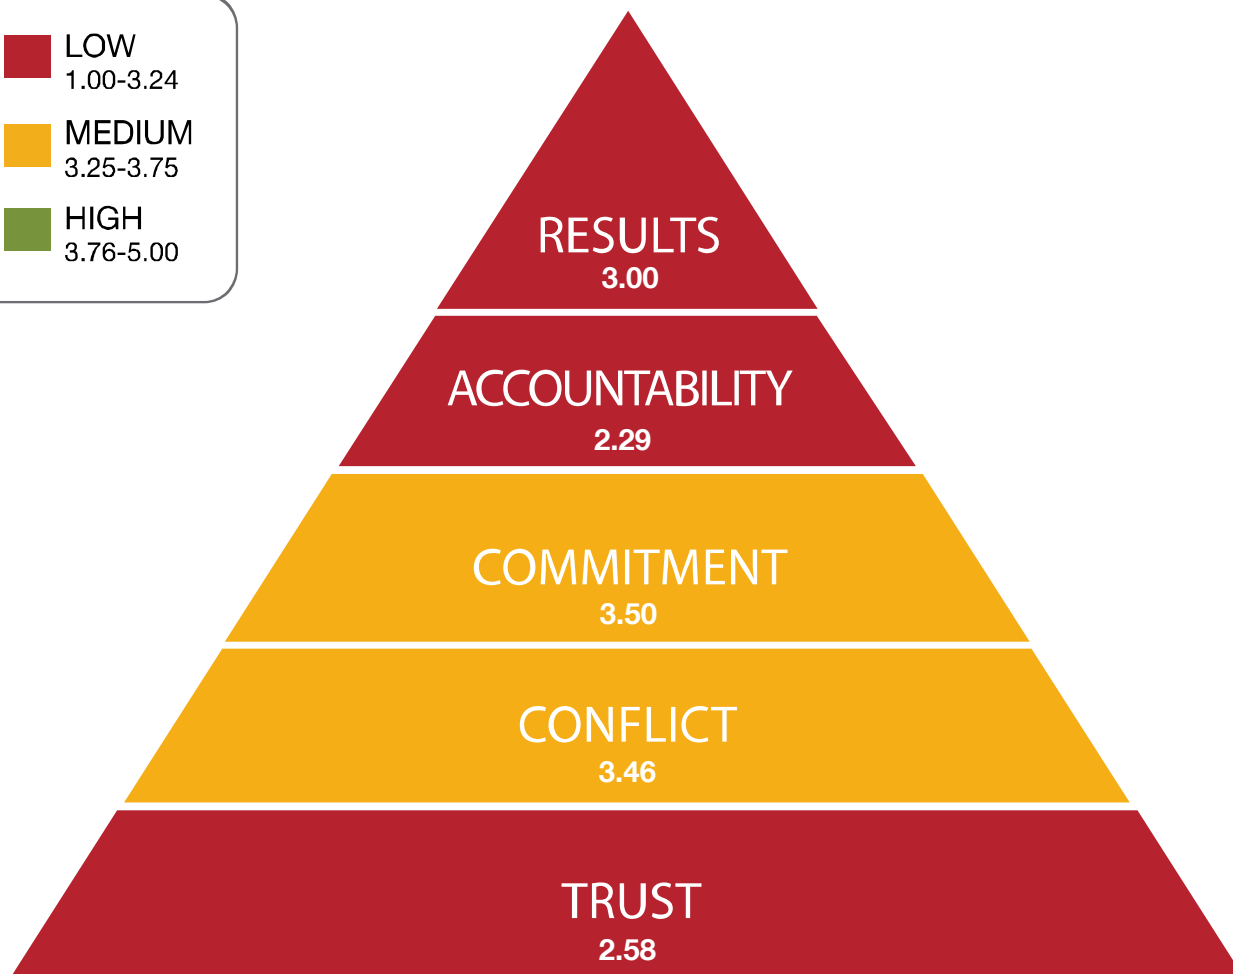 LOW
1.00-3.24
MEDIUM
3.25-3.75
HIGH
3.76-5.00
RESULTS
3.00
ACCOUNTABILITY
2.29
COMMITMENT
3.50
CONFLICT
3.46
TRUST
2.58